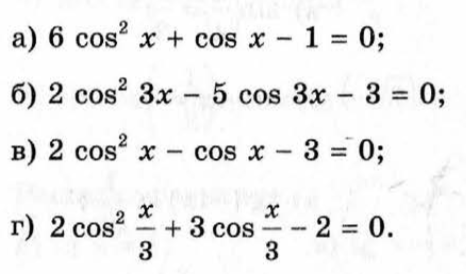 а) 6 cos² x + cos x − 1 = 0;
б) 2 cos² 3x − 5 cos 3x − 3 = 0;
в) 2 cos² x − cos x − 3 = 0;
г) 2 cos² x/3 + 3 cos x/3 − 2 = 0.